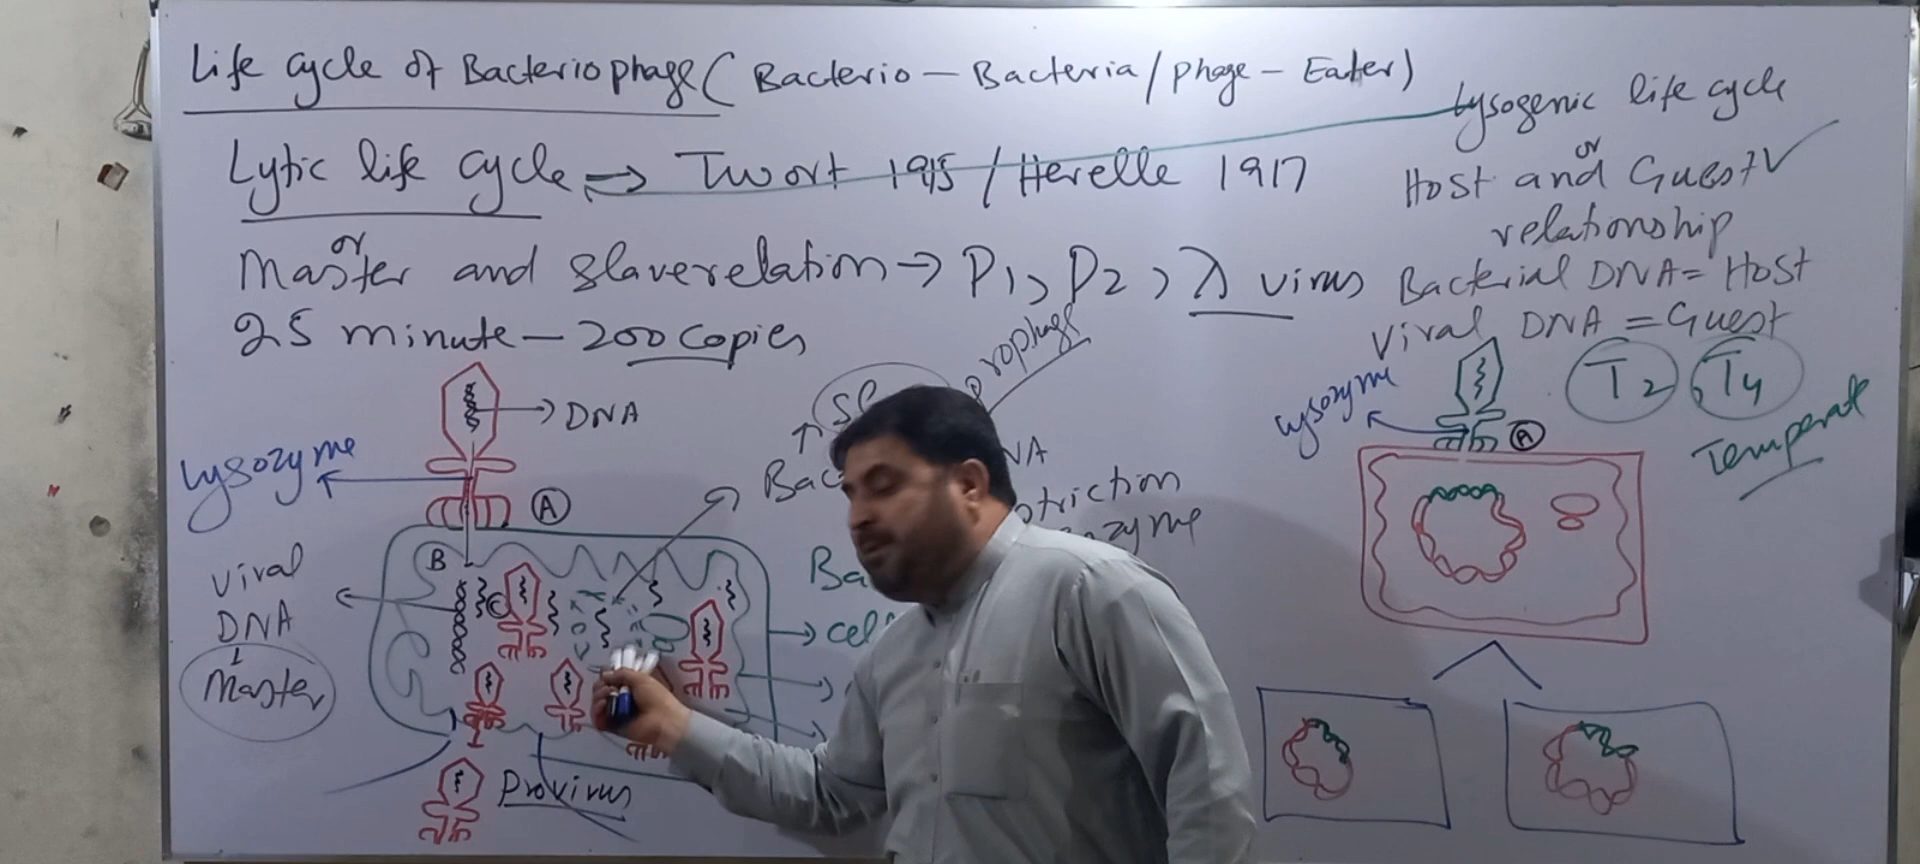 Life cycle of Bacteriophage ( Bacterio — Bacteria / phage — Eater )
Lytic life cycle → Twort 1915 / Herelle 1917
or
Master and slave relation → P1, P2, λ virus
25 minute — 200 copies
DNA
Lysozyme
A
B
Viral
DNA
↓
Master
C
Provirus
prophage
Lysogenic life cycle
or
Host and Guest
relationship
Bacterial DNA = Host
Viral DNA = Guest
T2, T4
Temperate
Lysozyme
A